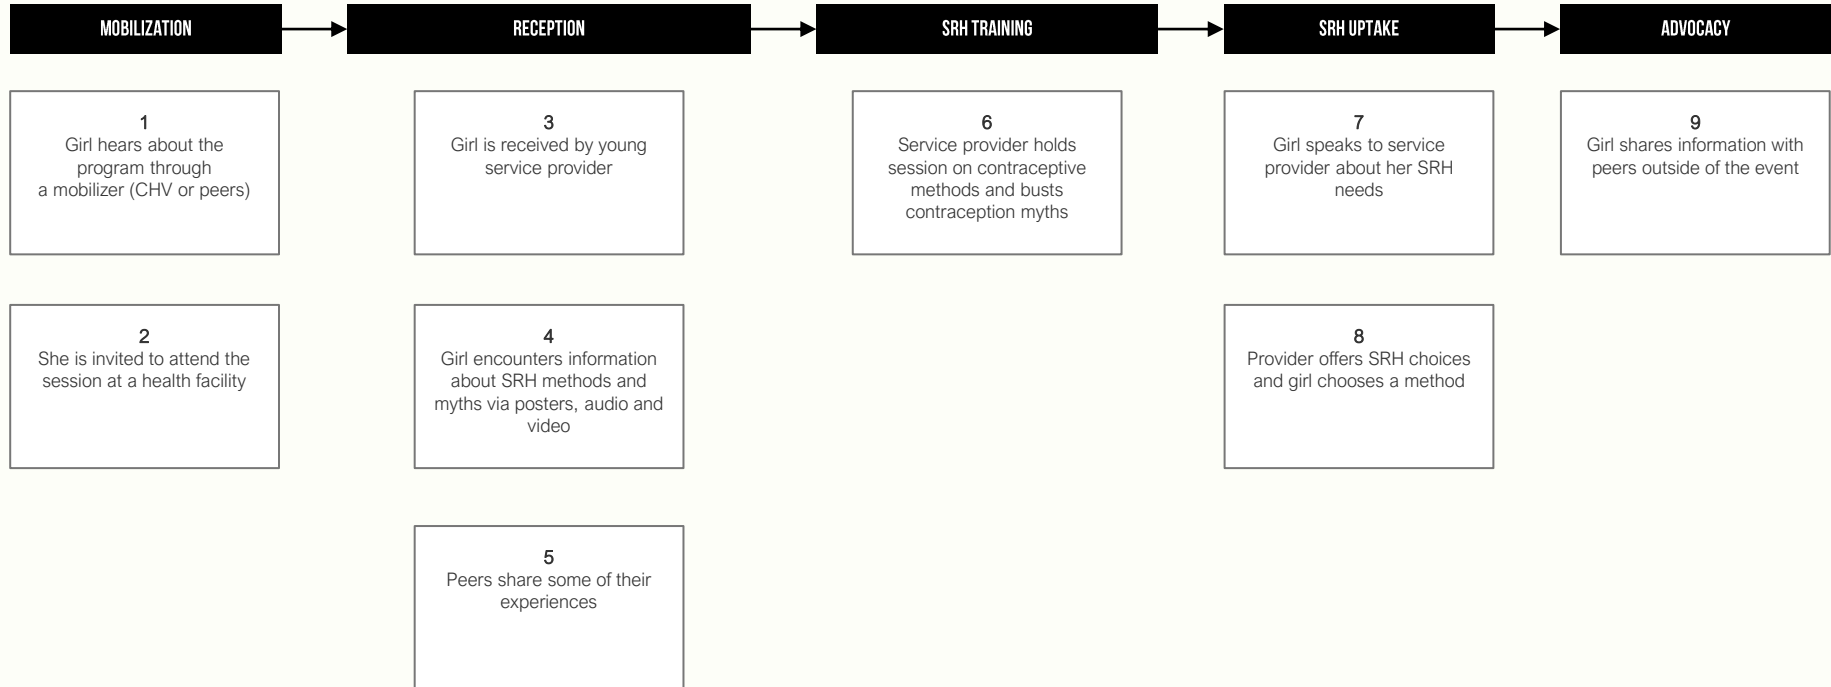 MOBILIZATION
RECEPTION
SRH TRAINING
SRH UPTAKE
ADVOCACY
1
Girl hears about the
program through
a mobilizer (CHV or peers)
2
She is invited to attend the
session at a health facility
3
Girl is received by young
service provider
4
Girl encounters information
about SRH methods and
myths via posters, audio and
video
5
Peers share some of their
experiences
6
Service provider holds
session on contraceptive
methods and busts
contraception myths
7
Girl speaks to service
provider about her SRH
needs
8
Provider offers SRH choices
and girl chooses a method
9
Girl shares information with
peers outside of the event